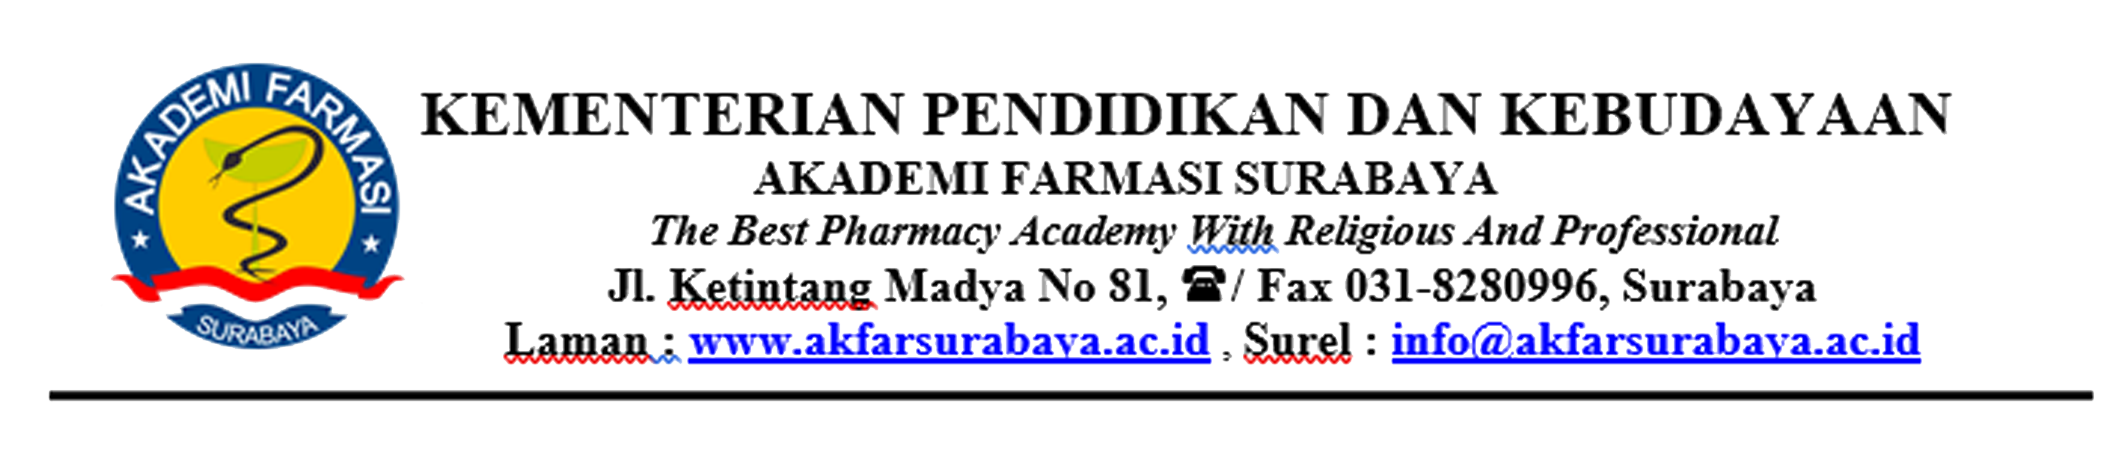 AKADEMI FARMASI
SURABAYA
KEMENTERIAN PENDIDIKAN DAN KEBUDAYAAN
AKADEMI FARMASI SURABAYA
The Best Pharmacy Academy With Religious And Professional
Jl. Ketintang Madya No 81, 🕿/ Fax 031-8280996, Surabaya
Laman : www.akfarsurabaya.ac.id , Surel : info@akfarsurabaya.ac.id